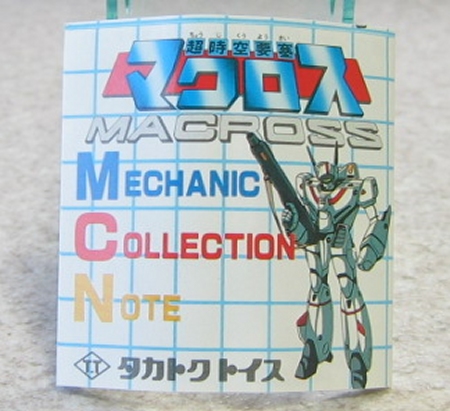 ちょうじくうようさい
超時空要塞
マクロス
MACROSS
MECHANIC
COLLECTION
NOTE
T.T タカトク トイス